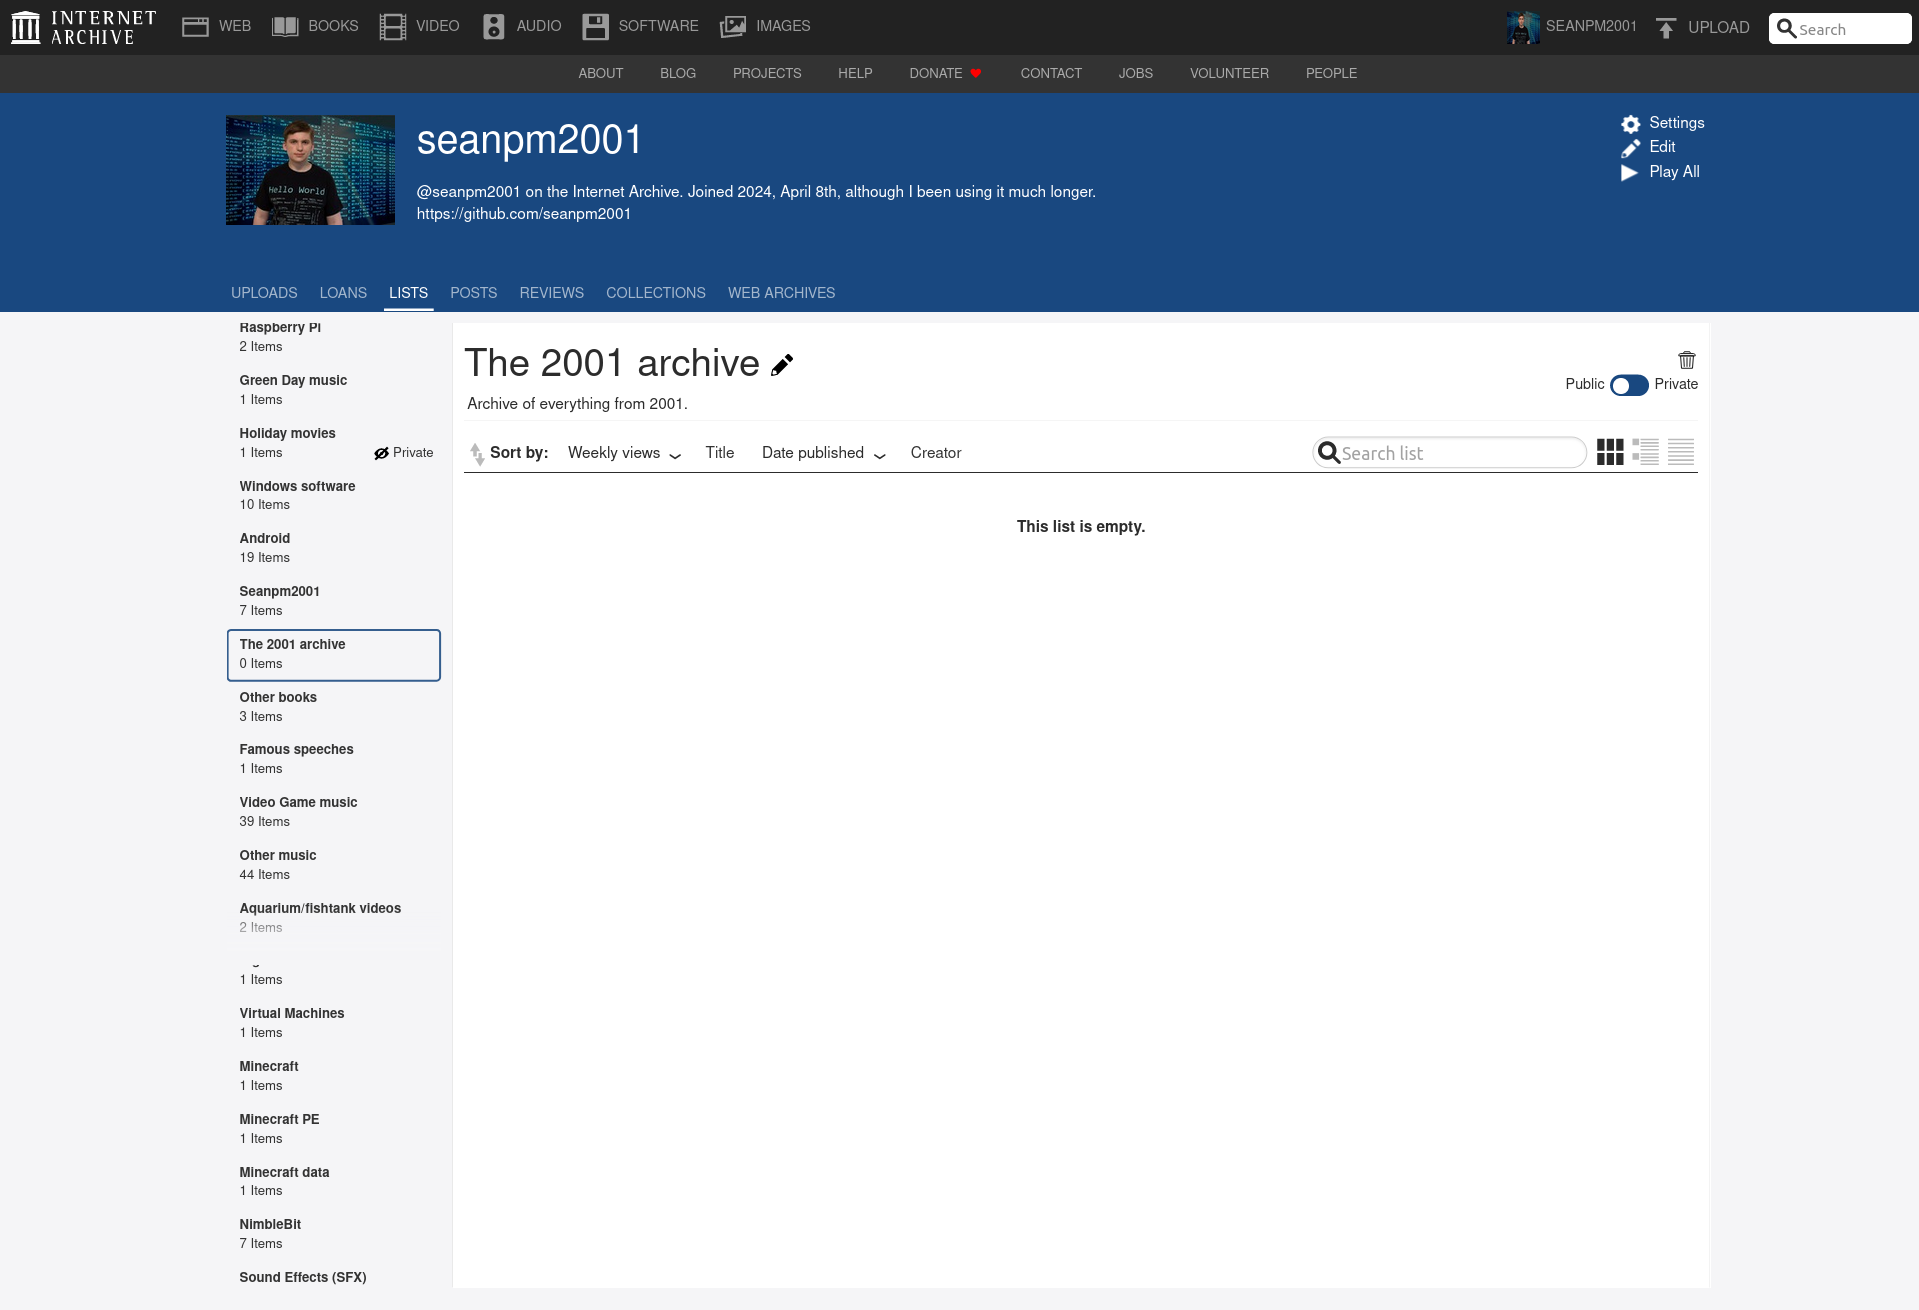 INTERNET
ARCHIVE
WEB
BOOKS
VIDEO
AUDIO
SOFTWARE
IMAGES
SEANPM2001
UPLOAD
Search
ABOUT
BLOG
PROJECTS
HELP
DONATE
CONTACT
JOBS
VOLUNTEER
PEOPLE
Hello World
seanpm2001
@seanpm2001 on the Internet Archive. Joined 2024, April 8th, although I been using it much longer.
https://github.com/seanpm2001
Settings
Edit
Play All
UPLOADS
LOANS
LISTS
POSTS
REVIEWS
COLLECTIONS
WEB ARCHIVES
Raspberry Pi
2 Items
Green Day music
1 Items
Holiday movies
1 Items
Private
Windows software
10 Items
Android
19 Items
Seanpm2001
7 Items
The 2001 archive
0 Items
Other books
3 Items
Famous speeches
1 Items
Video Game music
39 Items
Other music
44 Items
Aquarium/fishtank videos
2 Items
1 Items
Virtual Machines
1 Items
Minecraft
1 Items
Minecraft PE
1 Items
Minecraft data
1 Items
NimbleBit
7 Items
Sound Effects (SFX)
The 2001 archive
Public
Private
Archive of everything from 2001.
Sort by:
Weekly views
Title
Date published
Creator
Search list
This list is empty.